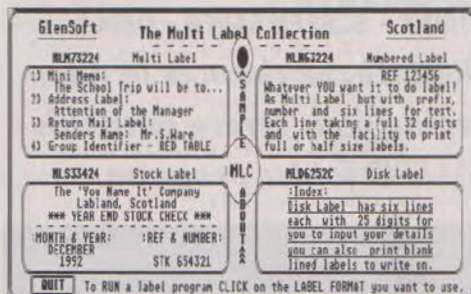 GlenSoft
The Multi Label Collection
Scotland
MLM73224 Multi Label
1) Mini Memo:
The School Trip will be to...
2) Address Label:
Attention of the Manager
3) Return Mail Label:
Senders Name: Mr.S.Ware
4) Group Identifier - RED TABLE
SAMPLE
MLN63224 Numbered Label
REF 123456
Whatever YOU want it to do label!
As Multi Label but with prefix,
number and six lines for text.
Each line taking a full 32 digits
and with the facility to print
full or half size labels.
MLC
MLS33424 Stock Label
The 'You Name It' Company
Labland, Scotland
*** YEAR END STOCK CHECK ***
:MONTH & YEAR: :REF & NUMBER:
DECEMBER
1992 STK 654321
ABOUT
MLD6252C Disk Label
:Index:
Disk Label has six lines
each with 25 digits for
you to input your details
you can also print blank
lined labels to write on.
QUIT To RUN a label program CLICK on the LABEL FORMAT you want to use.